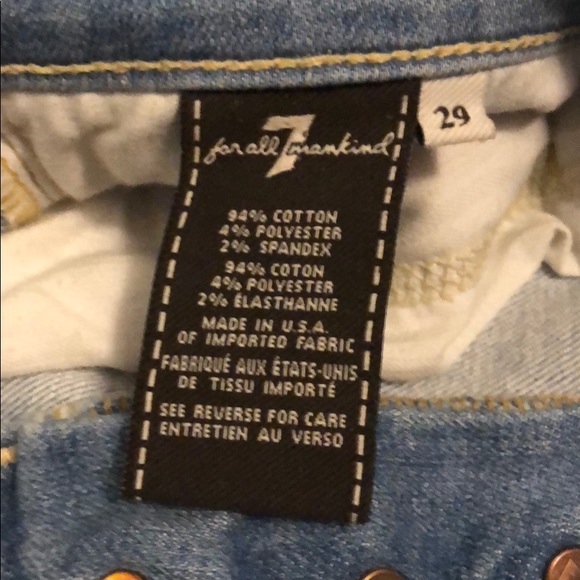 7
for all mankind
29
94% COTTON
4% POLYESTER
2% SPANDEX
94% COTON
4% POLYESTER
2% ÉLASTHANNE
MADE IN U.S.A.
OF IMPORTED FABRIC
FABRIQUÉ AUX ÉTATS-UNIS
DE TISSU IMPORTÉ
SEE REVERSE FOR CARE
ENTRETIEN AU VERSO